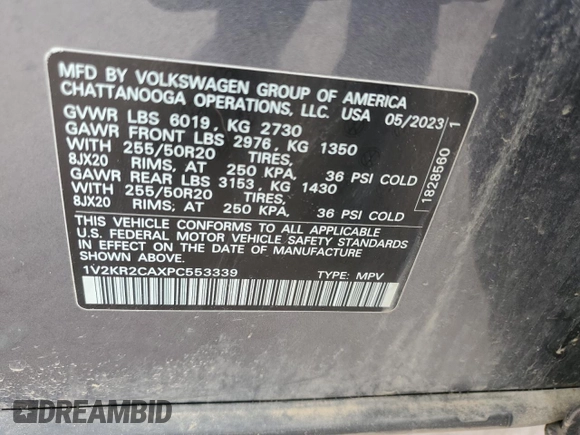 MFD BY VOLKSWAGEN GROUP OF AMERICA
CHATTANOOGA OPERATIONS, LLC. USA 05/2023
GVWR LBS 6019, KG 2730
GAWR FRONT LBS 2976, KG 1350
WITH 255/50R20 TIRES,
8JX20 RIMS, AT 250 KPA, 36 PSI COLD
GAWR REAR LBS 3153, KG 1430
WITH 255/50R20 TIRES,
8JX20 RIMS, AT 250 KPA, 36 PSI COLD
THIS VEHICLE CONFORMS TO ALL APPLICABLE
U.S. FEDERAL MOTOR VEHICLE SAFETY STANDARDS
IN EFFECT ON THE DATE OF MANUFACTURE
SHOWN ABOVE.
1V2KR2CAXPC553339 TYPE: MPV
1828560 1
DREAMBID